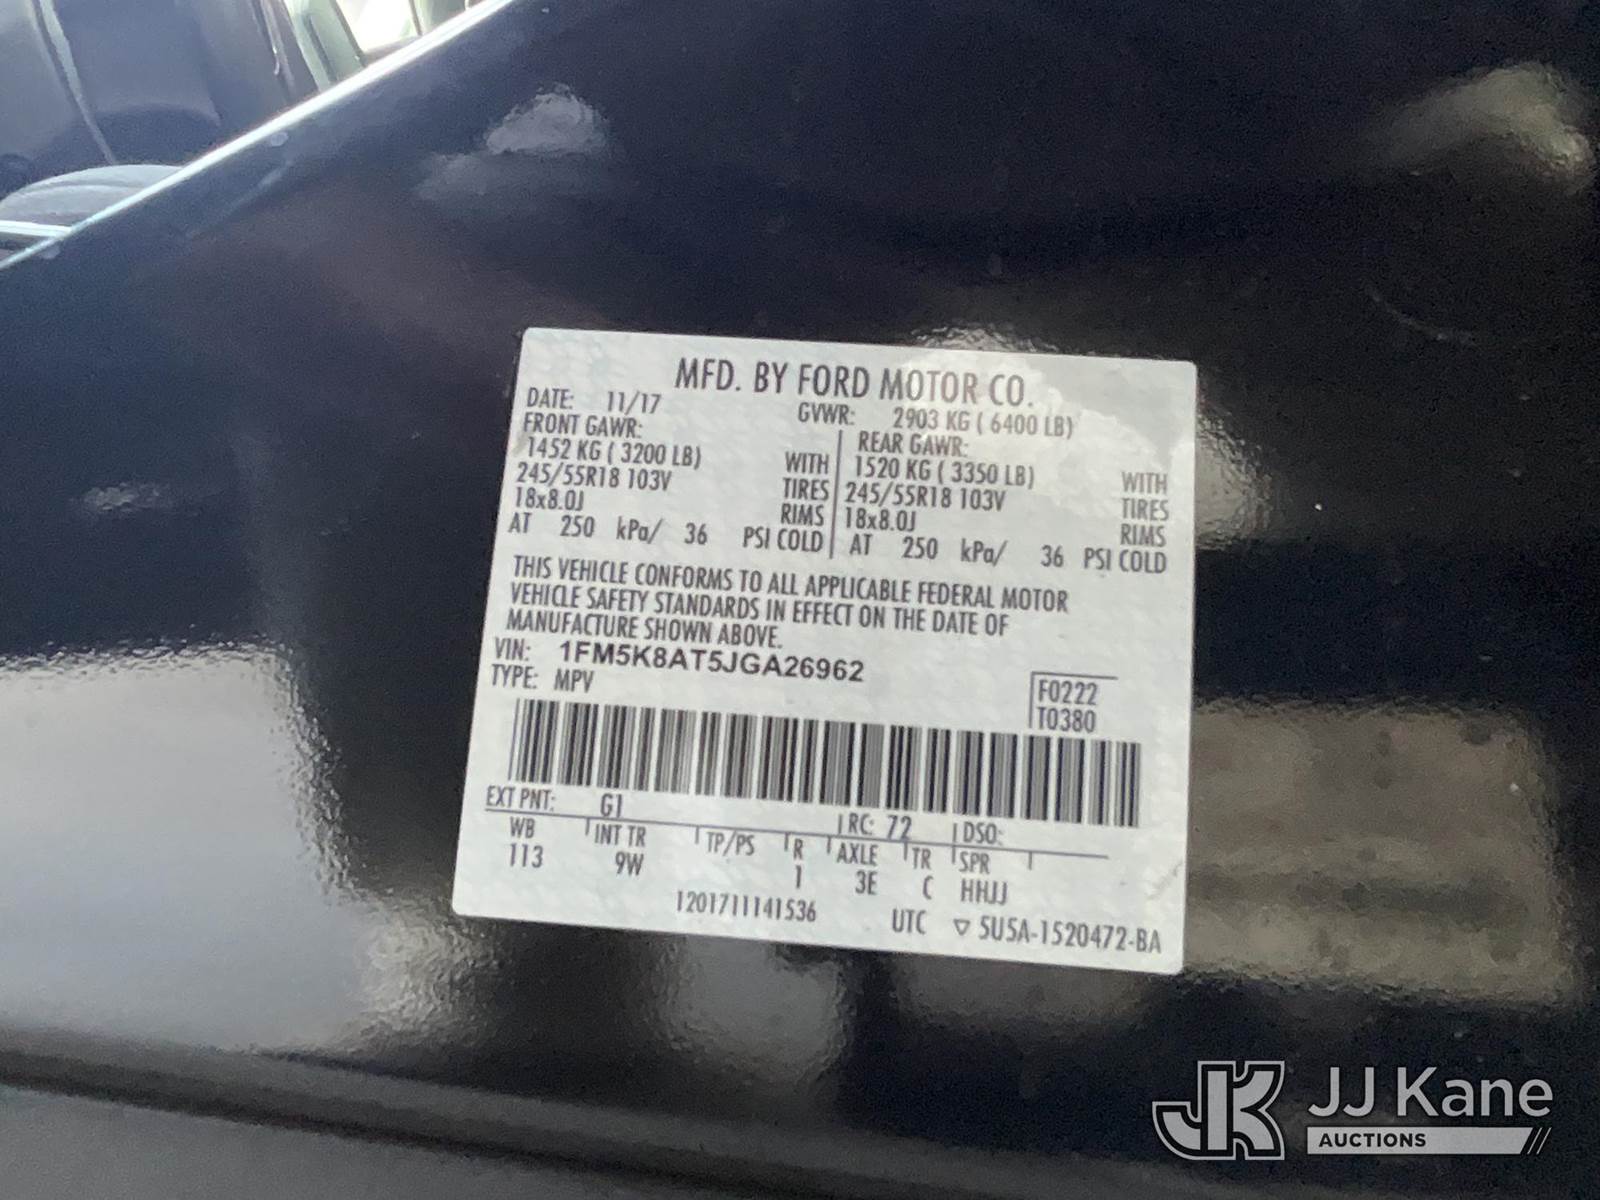 MFD. BY FORD MOTOR CO.
DATE: 11/17 GVWR: 2903 KG ( 6400 LB)
FRONT GAWR: REAR GAWR:
1452 KG ( 3200 LB) WITH 1520 KG ( 3350 LB) WITH
245/55R18 103V TIRES 245/55R18 103V TIRES
18x8.0J RIMS 18x8.0J RIMS
AT 250 kPa/ 36 PSI COLD AT 250 kPa/ 36 PSI COLD
THIS VEHICLE CONFORMS TO ALL APPLICABLE FEDERAL MOTOR
VEHICLE SAFETY STANDARDS IN EFFECT ON THE DATE OF
MANUFACTURE SHOWN ABOVE.
VIN: 1FM5K8AT5JGA26962
TYPE: MPV
F0222
T0380
EXT PNT: G1 RC: 72 DSO:
WB INT TR TP/PS R AXLE TR SPR
113 9W 1 3E C HHJJ
1201711141536 UTC ▽ 5U5A-1520472-BA
JK JJ Kane
AUCTIONS